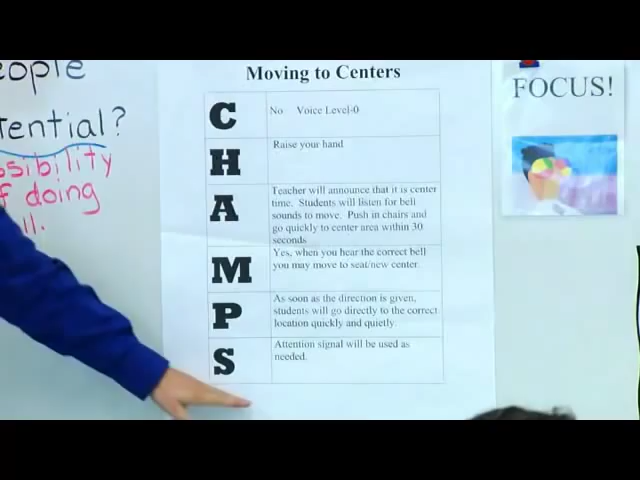 eople
tential?
ssibility
f doing
ll.
Moving to Centers
C
No Voice Level-0
H
Raise your hand
A
Teacher will announce that it is center
time. Students will listen for bell
sounds to move. Push in chairs and
go quickly to center area within 30
seconds
M
Yes, when you hear the correct bell
you may move to seat/new center.
P
As soon as the direction is given,
students will go directly to the correct
location quickly and quietly.
S
Attention signal will be used as
needed.
FOCUS!